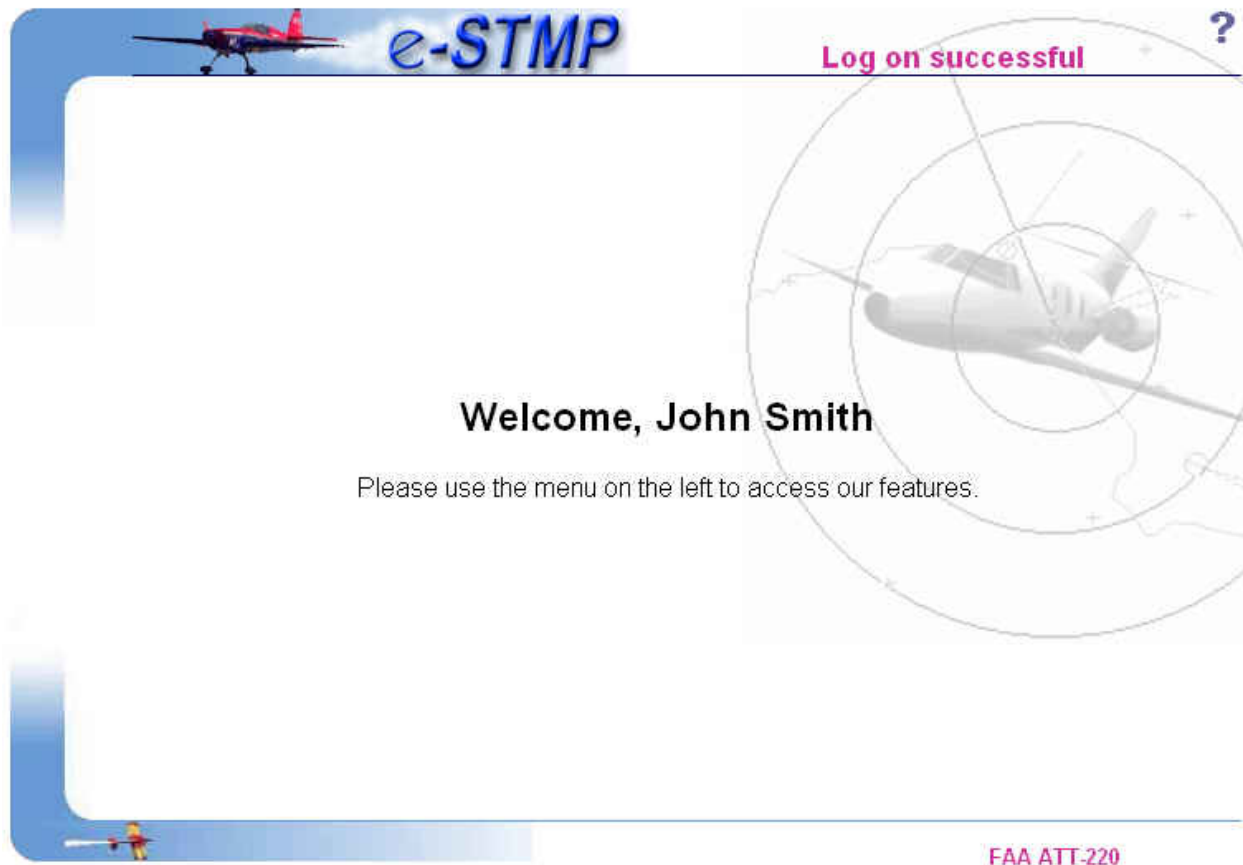 e-STMP
Log on successful
?
Welcome, John Smith
Please use the menu on the left to access our features.
FAA ATT-220